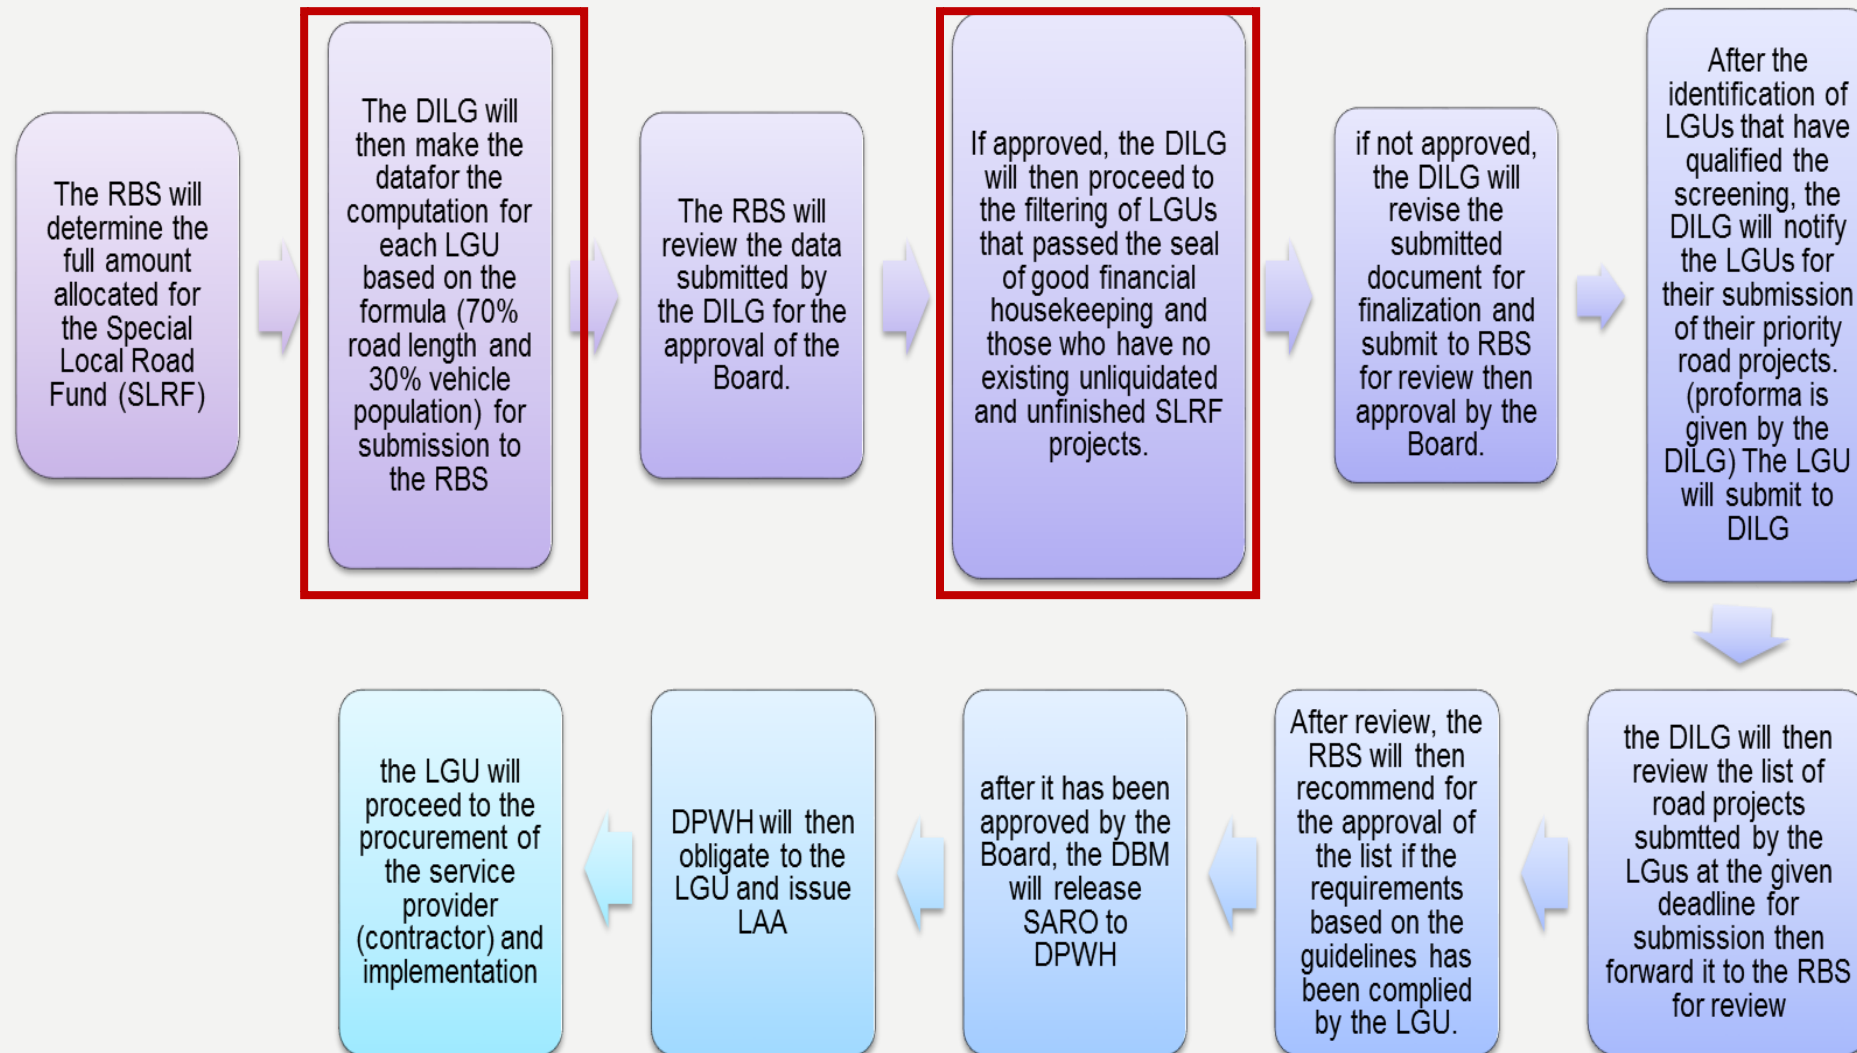 The RBS will
determine the
full amount
allocated for
the Special
Local Road
Fund (SLRF)
The DILG will
then make the
datafor the
computation for
each LGU
based on the
formula (70%
road length and
30% vehicle
population) for
submission to
the RBS
The RBS will
review the data
submitted by
the DILG for the
approval of the
Board.
If approved, the DILG
will then proceed to
the filtering of LGUs
that passed the seal
of good financial
housekeeping and
those who have no
existing unliquidated
and unfinished SLRF
projects.
if not approved,
the DILG will
revise the
submitted
document for
finalization and
submit to RBS
for review then
approval by the
Board.
After the
identification of
LGUs that have
qualified the
screening, the
DILG will notify
the LGUs for
their submission
of their priority
road projects.
(proforma is
given by the
DILG) The LGU
will submit to
DILG
the DILG will then
review the list of
road projects
submtted by the
LGus at the given
deadline for
submission then
forward it to the RBS
for review
After review, the
RBS will then
recommend for
the approval of
the list if the
requirements
based on the
guidelines has
been complied
by the LGU.
after it has been
approved by the
Board, the DBM
will release
SARO to
DPWH
DPWH will then
obligate to the
LGU and issue
LAA
the LGU will
proceed to the
procurement of
the service
provider
(contractor) and
implementation